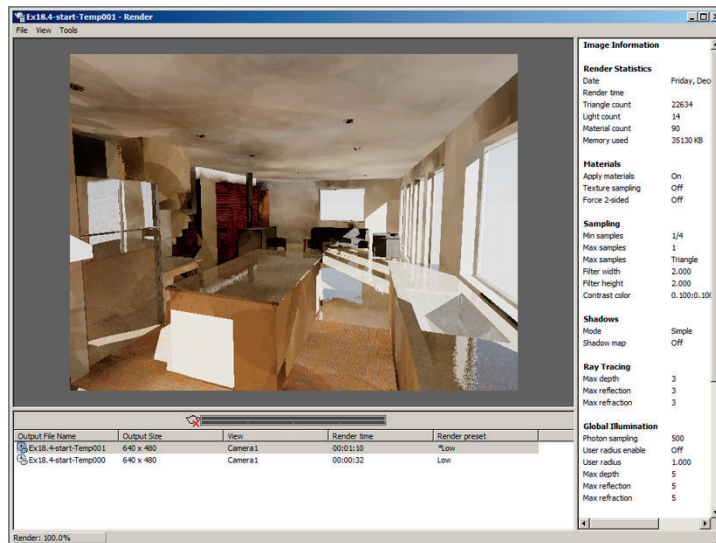 Ex18.4-start-Temp001 - Render
File View Tools
Image Information
Render Statistics
Date Friday, Dec
Render time
Triangle count 22634
Light count 14
Material count 90
Memory used 35130 KB
Materials
Apply materials On
Texture sampling Off
Force 2-sided Off
Sampling
Min samples 1/4
Max samples 1
Max samples Triangle
Filter width 2.000
Filter height 2.000
Contrast color 0.100:0.100
Shadows
Mode Simple
Shadow map Off
Ray Tracing
Max depth 3
Max reflection 3
Max refraction 3
Global Illumination
Photon sampling 500
User radius enable Off
User radius 1.000
Max depth 5
Max reflection 5
Max refraction 5
Output File Name Output Size View Render time Render preset
Ex18.4-start-Temp001 640 x 480 Camera1 00:01:10 *Low
Ex18.4-start-Temp000 640 x 480 Camera1 00:00:32 Low
Render: 100.0%